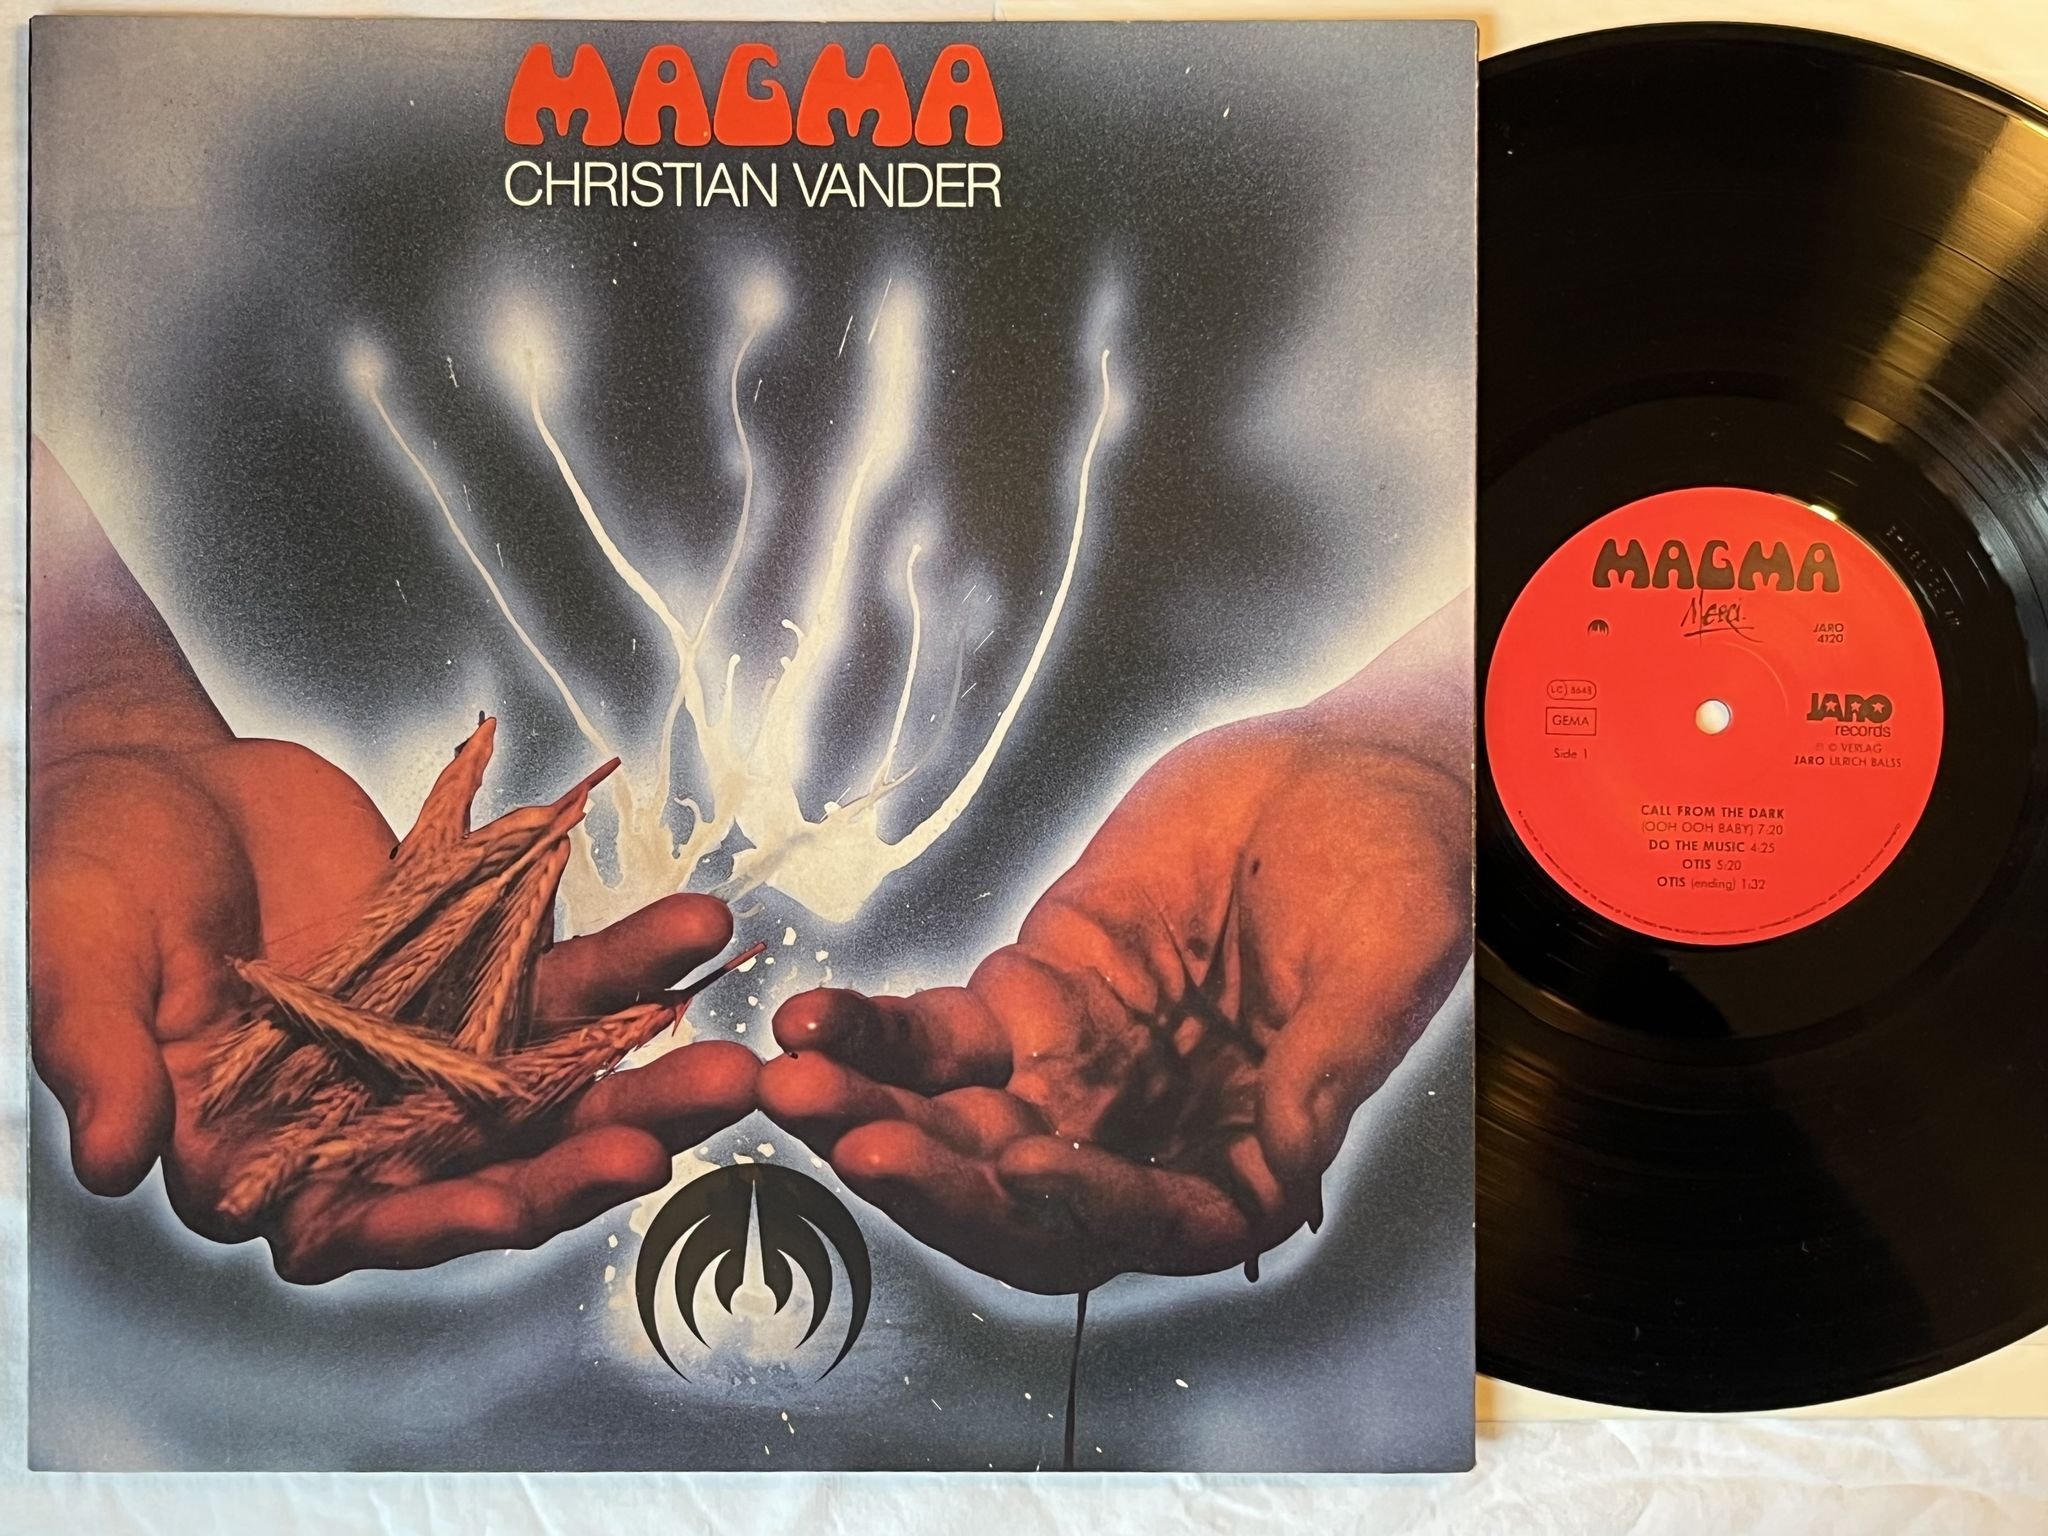 MAGMA
CHRISTIAN VANDER
MAGMA
Merci
JARO
4120
LC 8648
GEMA
Side 1
JARO
records
℗ © VERLAG
JARO ULRICH BALSS
CALL FROM THE DARK
(OOH OOH BABY) 7:20
DO THE MUSIC 4:25
OTIS 5:20
OTIS (ending) 1:32